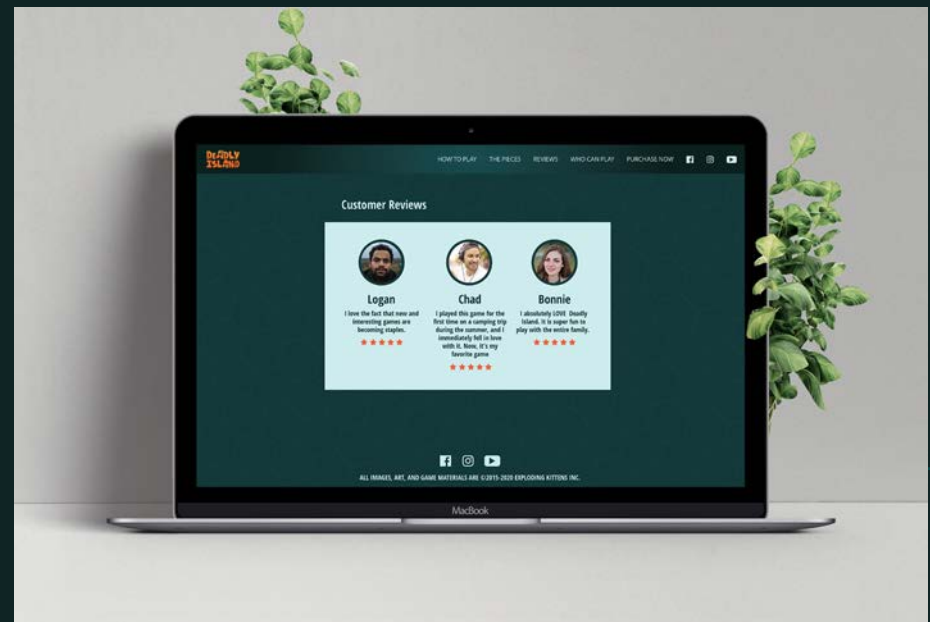 DEADLY
ISLAND
HOW TO PLAY THE PIECES REVIEWS WHO CAN PLAY PURCHASE NOW
Customer Reviews
Logan
I love the fact that new and
interesting games are
becoming staples.
Chad
I played this game for the
first time on a camping trip
during the summer, and I
immediately fell in love
with it. Now, it's my
favorite game
Bonnie
I absolutely LOVE Deadly
Island. it is super fun to
play with the entire family.
ALL IMAGES, ART, AND GAME MATERIALS ARE ©2015-2020 EXPLODING KITTENS INC.
MacBook